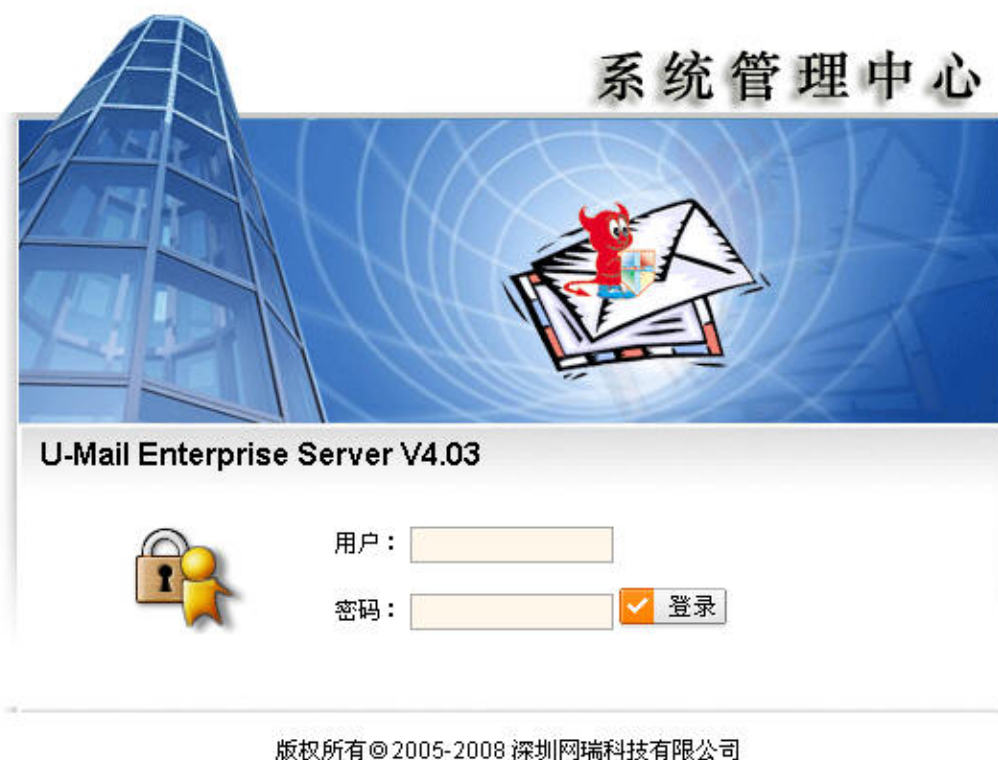 系统管理中心
U-Mail Enterprise Server V4.03
用户：
密码：
登录
版权所有©2005-2008 深圳网瑞科技有限公司